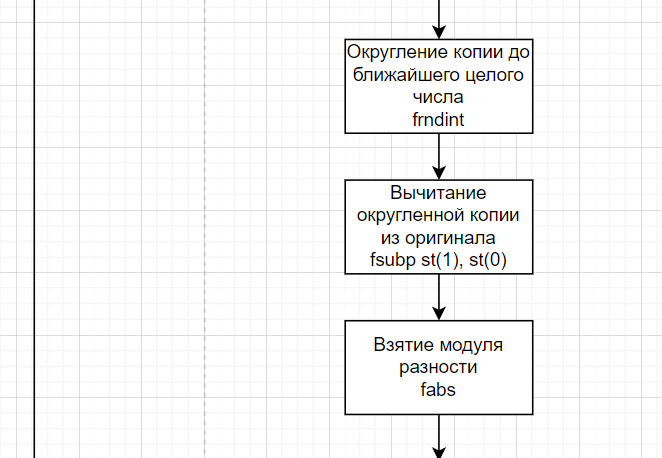 Округление копии до
ближайшего целого
числа
frndint
Вычитание
округленной копии
из оригинала
fsubp st(1), st(0)
Взятие модуля
разности
fabs